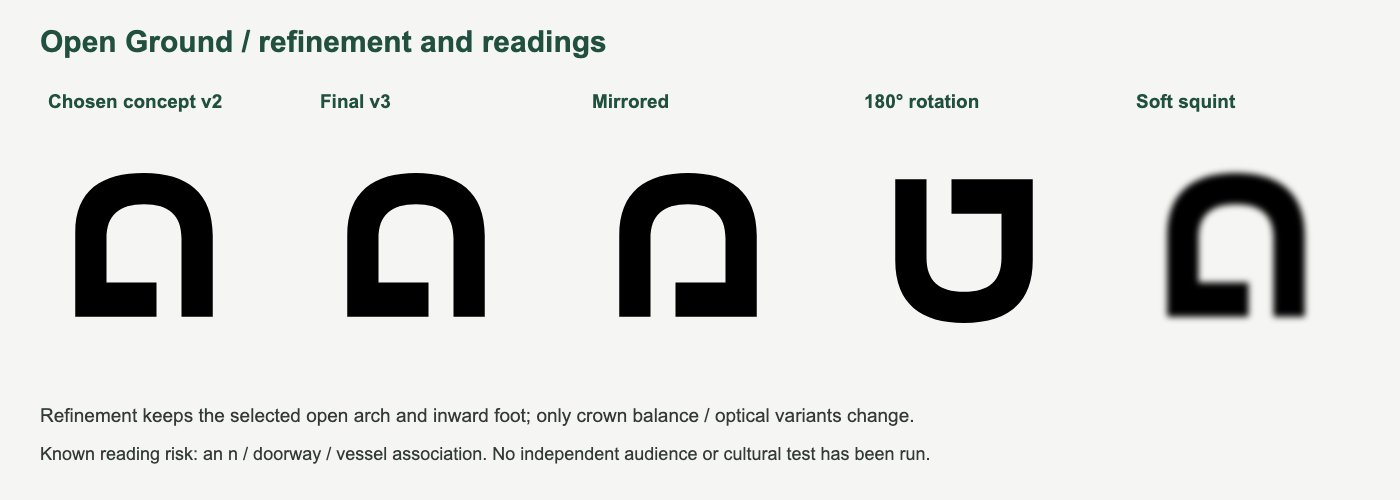 Open Ground / refinement and readings
Chosen concept v2
Final v3
Mirrored
180° rotation
Soft squint
Refinement keeps the selected open arch and inward foot; only crown balance / optical variants change.
Known reading risk: an n / doorway / vessel association. No independent audience or cultural test has been run.